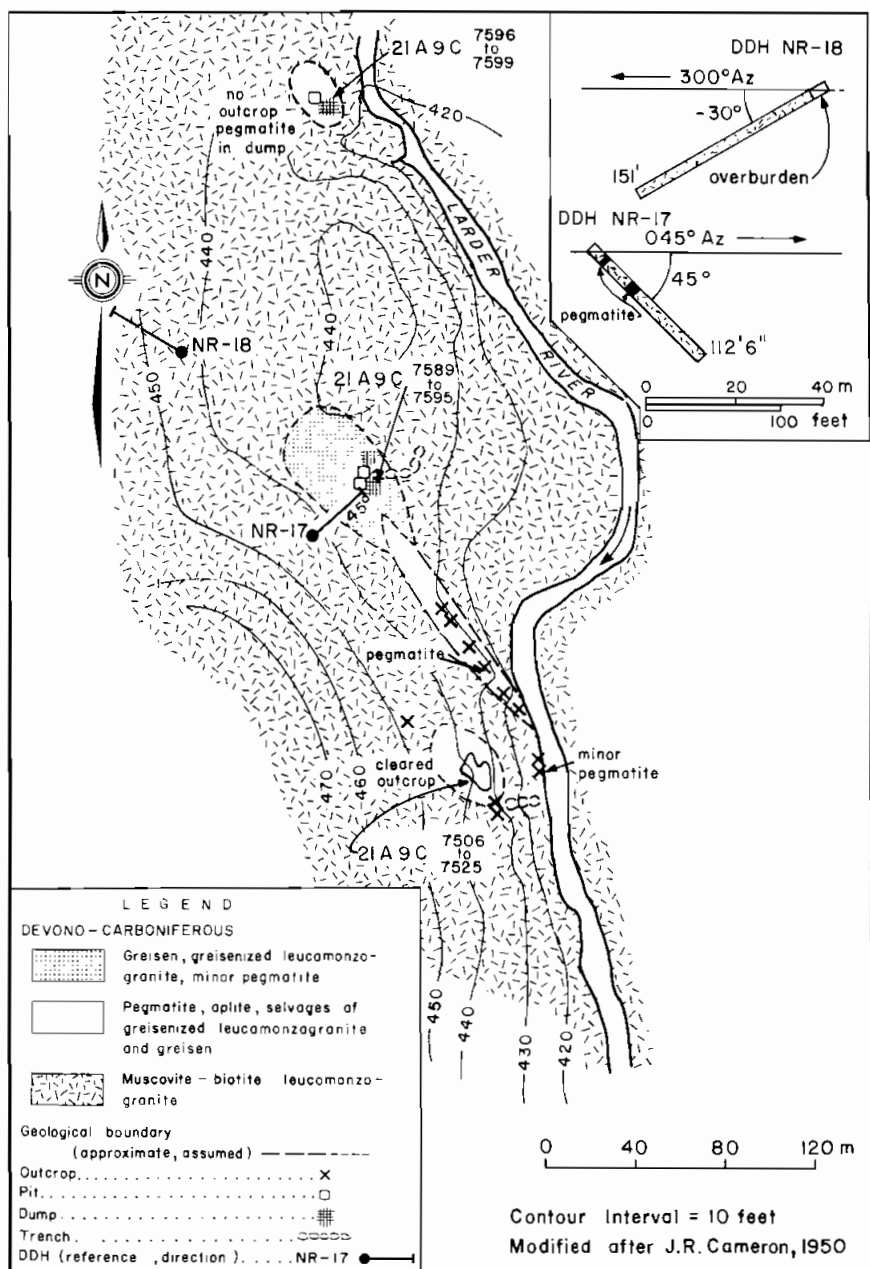 21A9C 7596 to 7599
no outcrop pegmatite in dump
420
440
LARDER RIVER
N
NR-18
450
440
21A9C 7589 to 7595
45°
NR-17
pegmatite
470
460
cleared outcrop
minor pegmatite
21A9C 7506 to 7525
450
440
430
420
DDH NR-18
300° Az
-30°
151'
overburden
DDH NR-17
045° Az
45°
pegmatite
112'6"
0 20 40 m
0 100 feet
LEGEND
DEVONO-CARBONIFEROUS
Greisen, greisenized leucamonzo-
granite, minor pegmatite
Pegmatite, aplite, selvages of
greisenized leucamonzagranite
and greisen
Muscovite-biotite leucomonzo-
granite
Geological boundary
(approximate, assumed)
Outcrop
Pit
Dump
Trench
DDH (reference, direction) NR-17
0 40 80 120 m
Contour Interval = 10 feet
Modified after J.R. Cameron, 1950